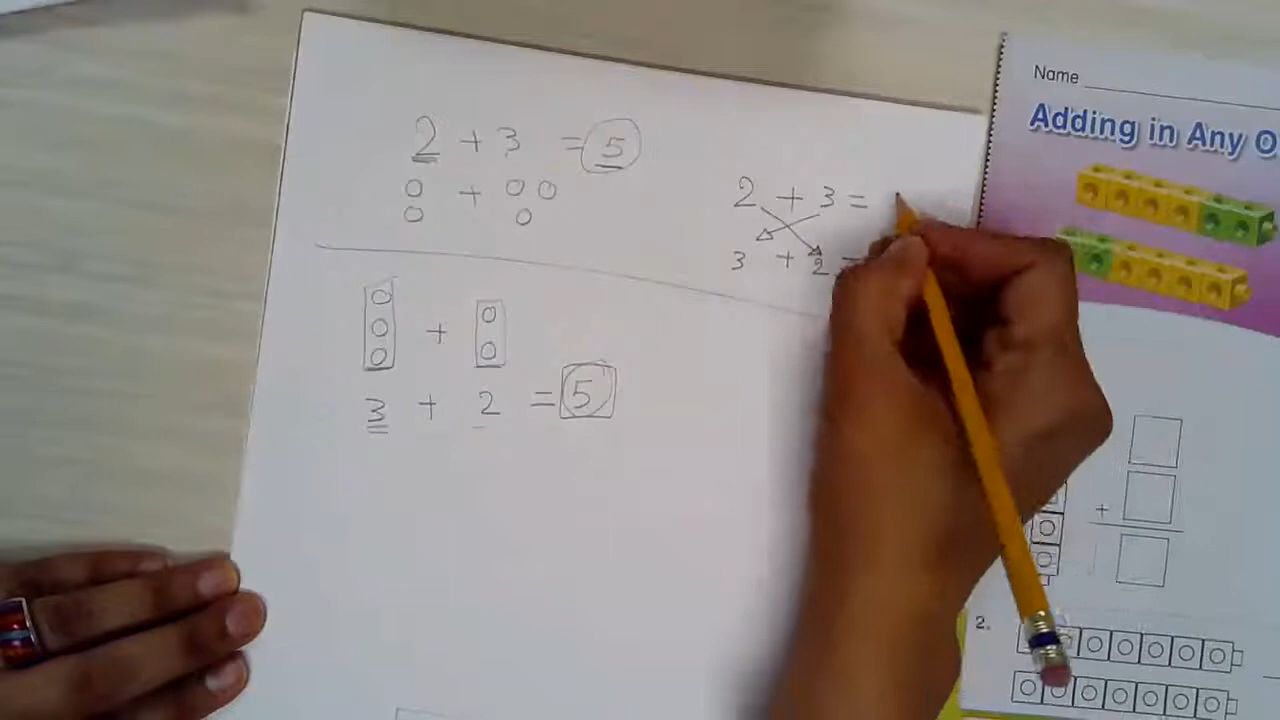 2 + 3 = 5
3 + 2 = 5
2 + 3 =
3 + 2 =
Name
Adding in Any O
+
2.